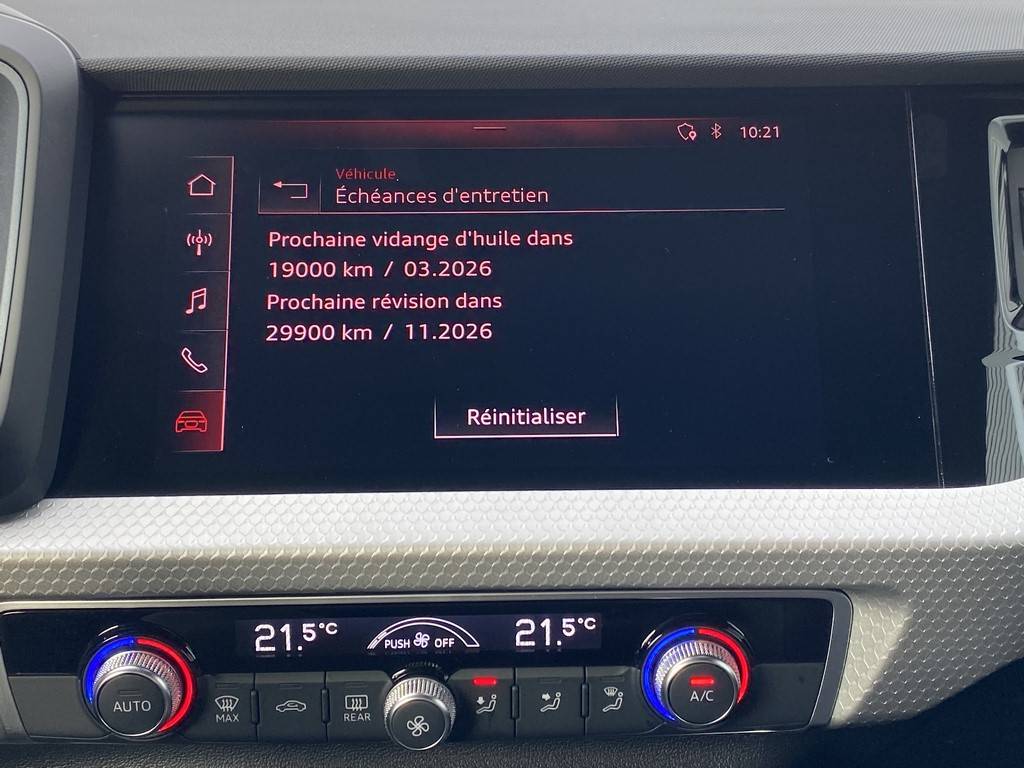 10:21
Véhicule
Échéances d'entretien
Prochaine vidange d'huile dans
19000 km / 03.2026
Prochaine révision dans
29900 km / 11.2026
Réinitialiser
21.5°C PUSH OFF 21.5°C
AUTO MAX REAR A/C